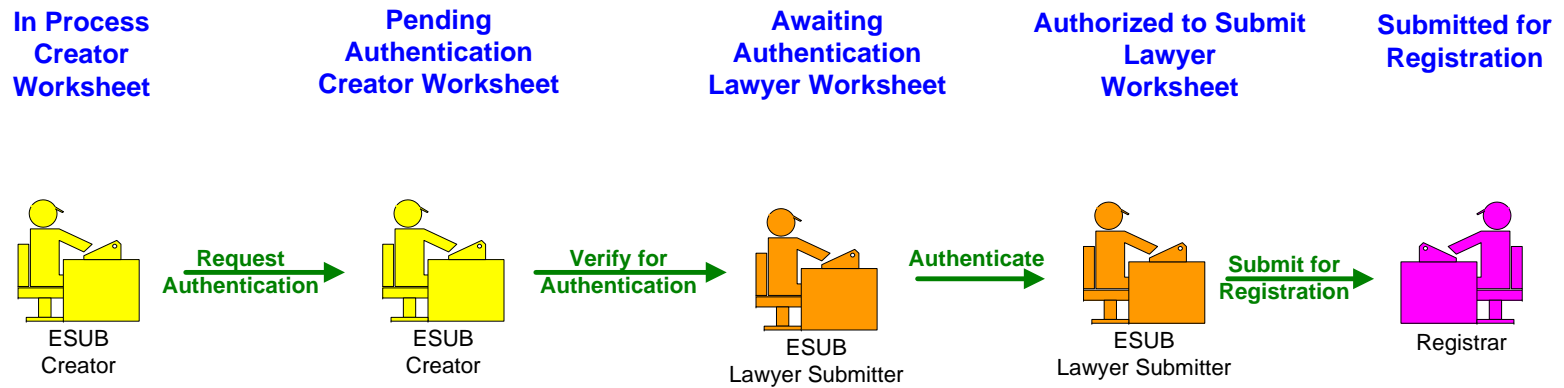 In Process
Creator
Worksheet
Pending
Authentication
Creator Worksheet
Awaiting
Authentication
Lawyer Worksheet
Authorized to Submit
Lawyer
Worksheet
Submitted for
Registration
Request
Authentication
Verify for
Authentication
Authenticate
Submit for
Registration
ESUB
Creator
ESUB
Creator
ESUB
Lawyer Submitter
ESUB
Lawyer Submitter
Registrar